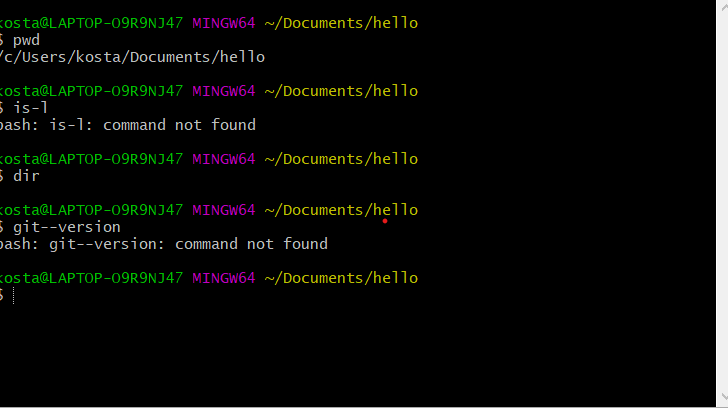 kosta@LAPTOP-O9R9NJ47 MINGW64 ~/Documents/hello
$ pwd
/c/Users/kosta/Documents/hello
kosta@LAPTOP-O9R9NJ47 MINGW64 ~/Documents/hello
$ is-l
bash: is-l: command not found
kosta@LAPTOP-O9R9NJ47 MINGW64 ~/Documents/hello
$ dir
kosta@LAPTOP-O9R9NJ47 MINGW64 ~/Documents/hello
$ git--version
bash: git--version: command not found
kosta@LAPTOP-O9R9NJ47 MINGW64 ~/Documents/hello
$